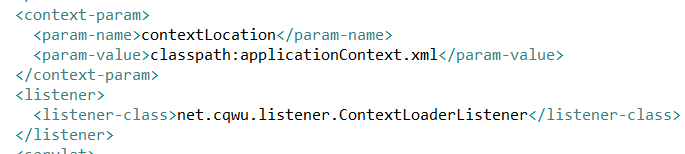 <context-param>
<param-name>contextLocation</param-name>
<param-value>classpath:applicationContext.xml</param-value>
</context-param>
<listener>
<listener-class>net.cqwu.listener.ContextLoaderListener</listener-class>
</listener>
<servlet>